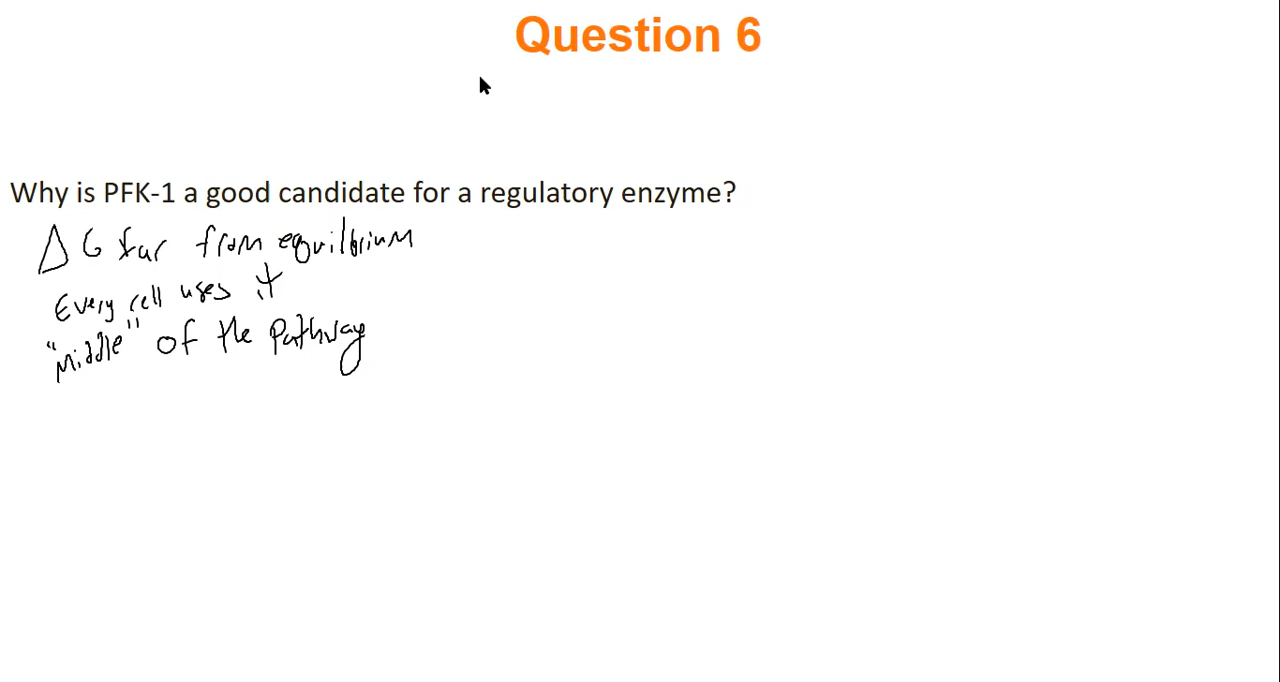 Question 6
Why is PFK-1 a good candidate for a regulatory enzyme?
Δ G far from equilibrium
Every cell uses it
"Middle" of the Pathway